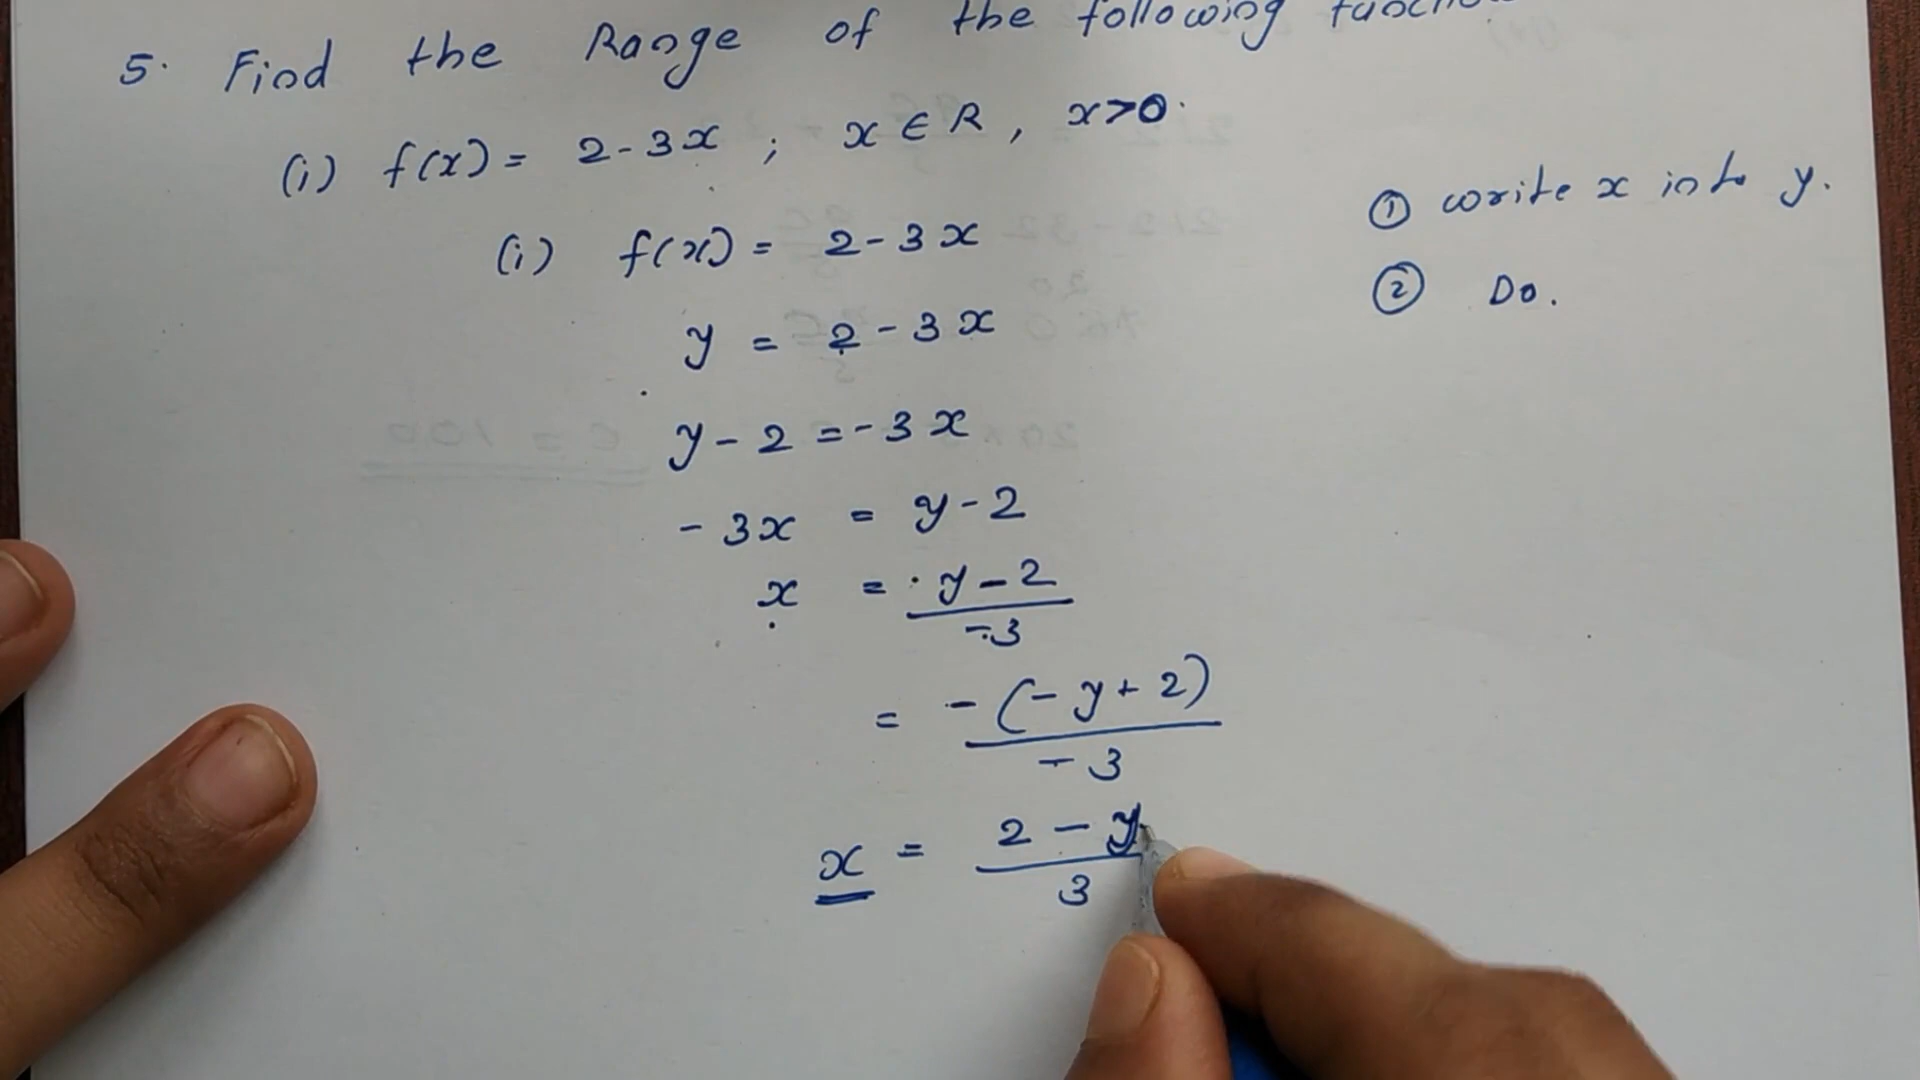 5. Find the Range of the following
(i) f(x) = 2 - 3x ; x ∈ R , x > 0.
① write x into y.
② Do.
(i) f(x) = 2 - 3x
y = 2 - 3x
y - 2 = - 3x
- 3x = y - 2
x = y - 2 / -3
= - (- y + 2) / - 3
x = 2 - y / 3